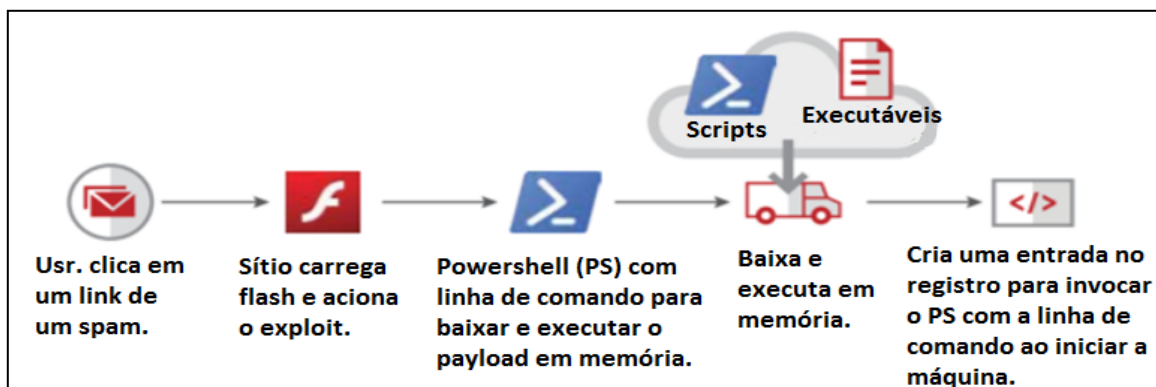 Scripts
Executáveis
</>
Usr. clica em
um link de
um spam.
Sítio carrega
flash e aciona
o exploit.
Powershell (PS) com
linha de comando para
baixar e executar o
payload em memória.
Baixa e
executa em
memória.
Cria uma entrada no
registro para invocar
o PS com a linha de
comando ao iniciar a
máquina.